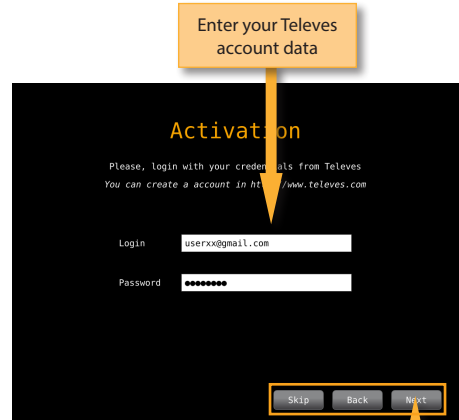 Enter your Televes
account data
Activation
Please, login with your credentials from Televes
You can create a account in http://www.televes.com
Login
userxx@gmail.com
Password
●●●●●●●●
Skip Back Next